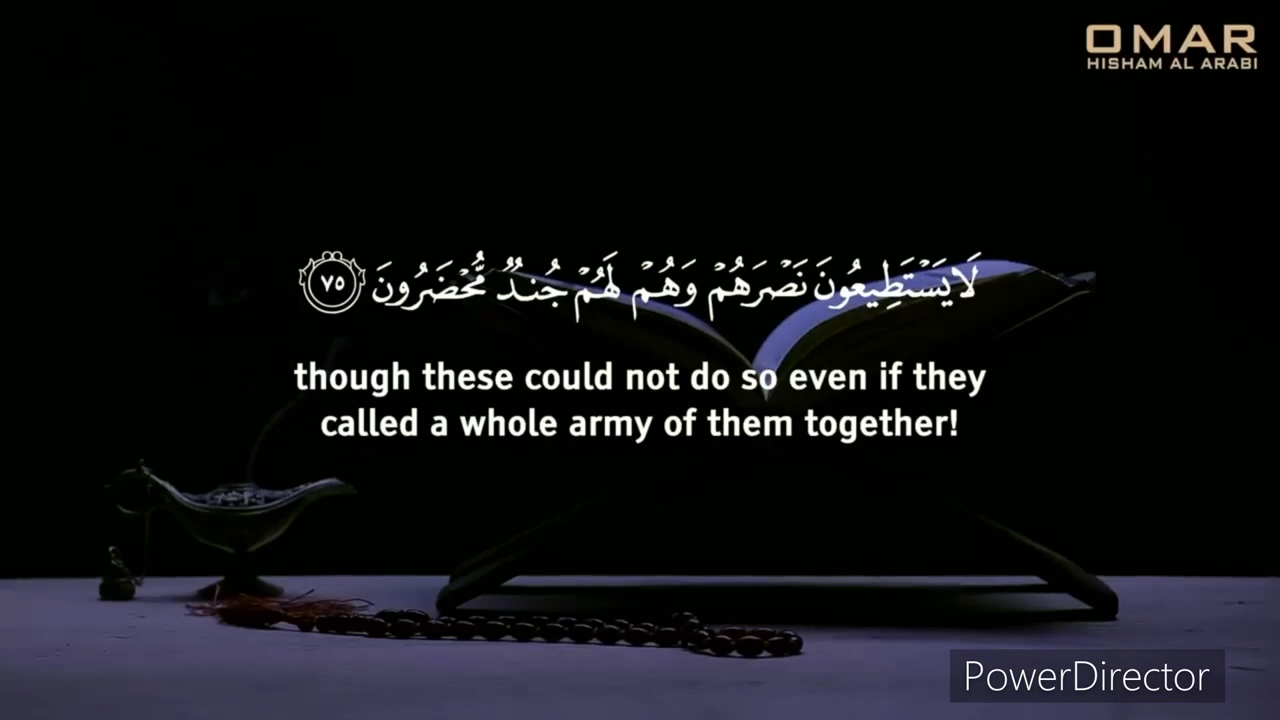 OMAR
HISHAM AL ARABI
لَا يَسْتَطِيعُونَ نَصْرَهُمْ وَهُمْ لَهُمْ جُندٌ مُّحْضَرُونَ ٧٥
though these could not do so even if they
called a whole army of them together!
PowerDirector